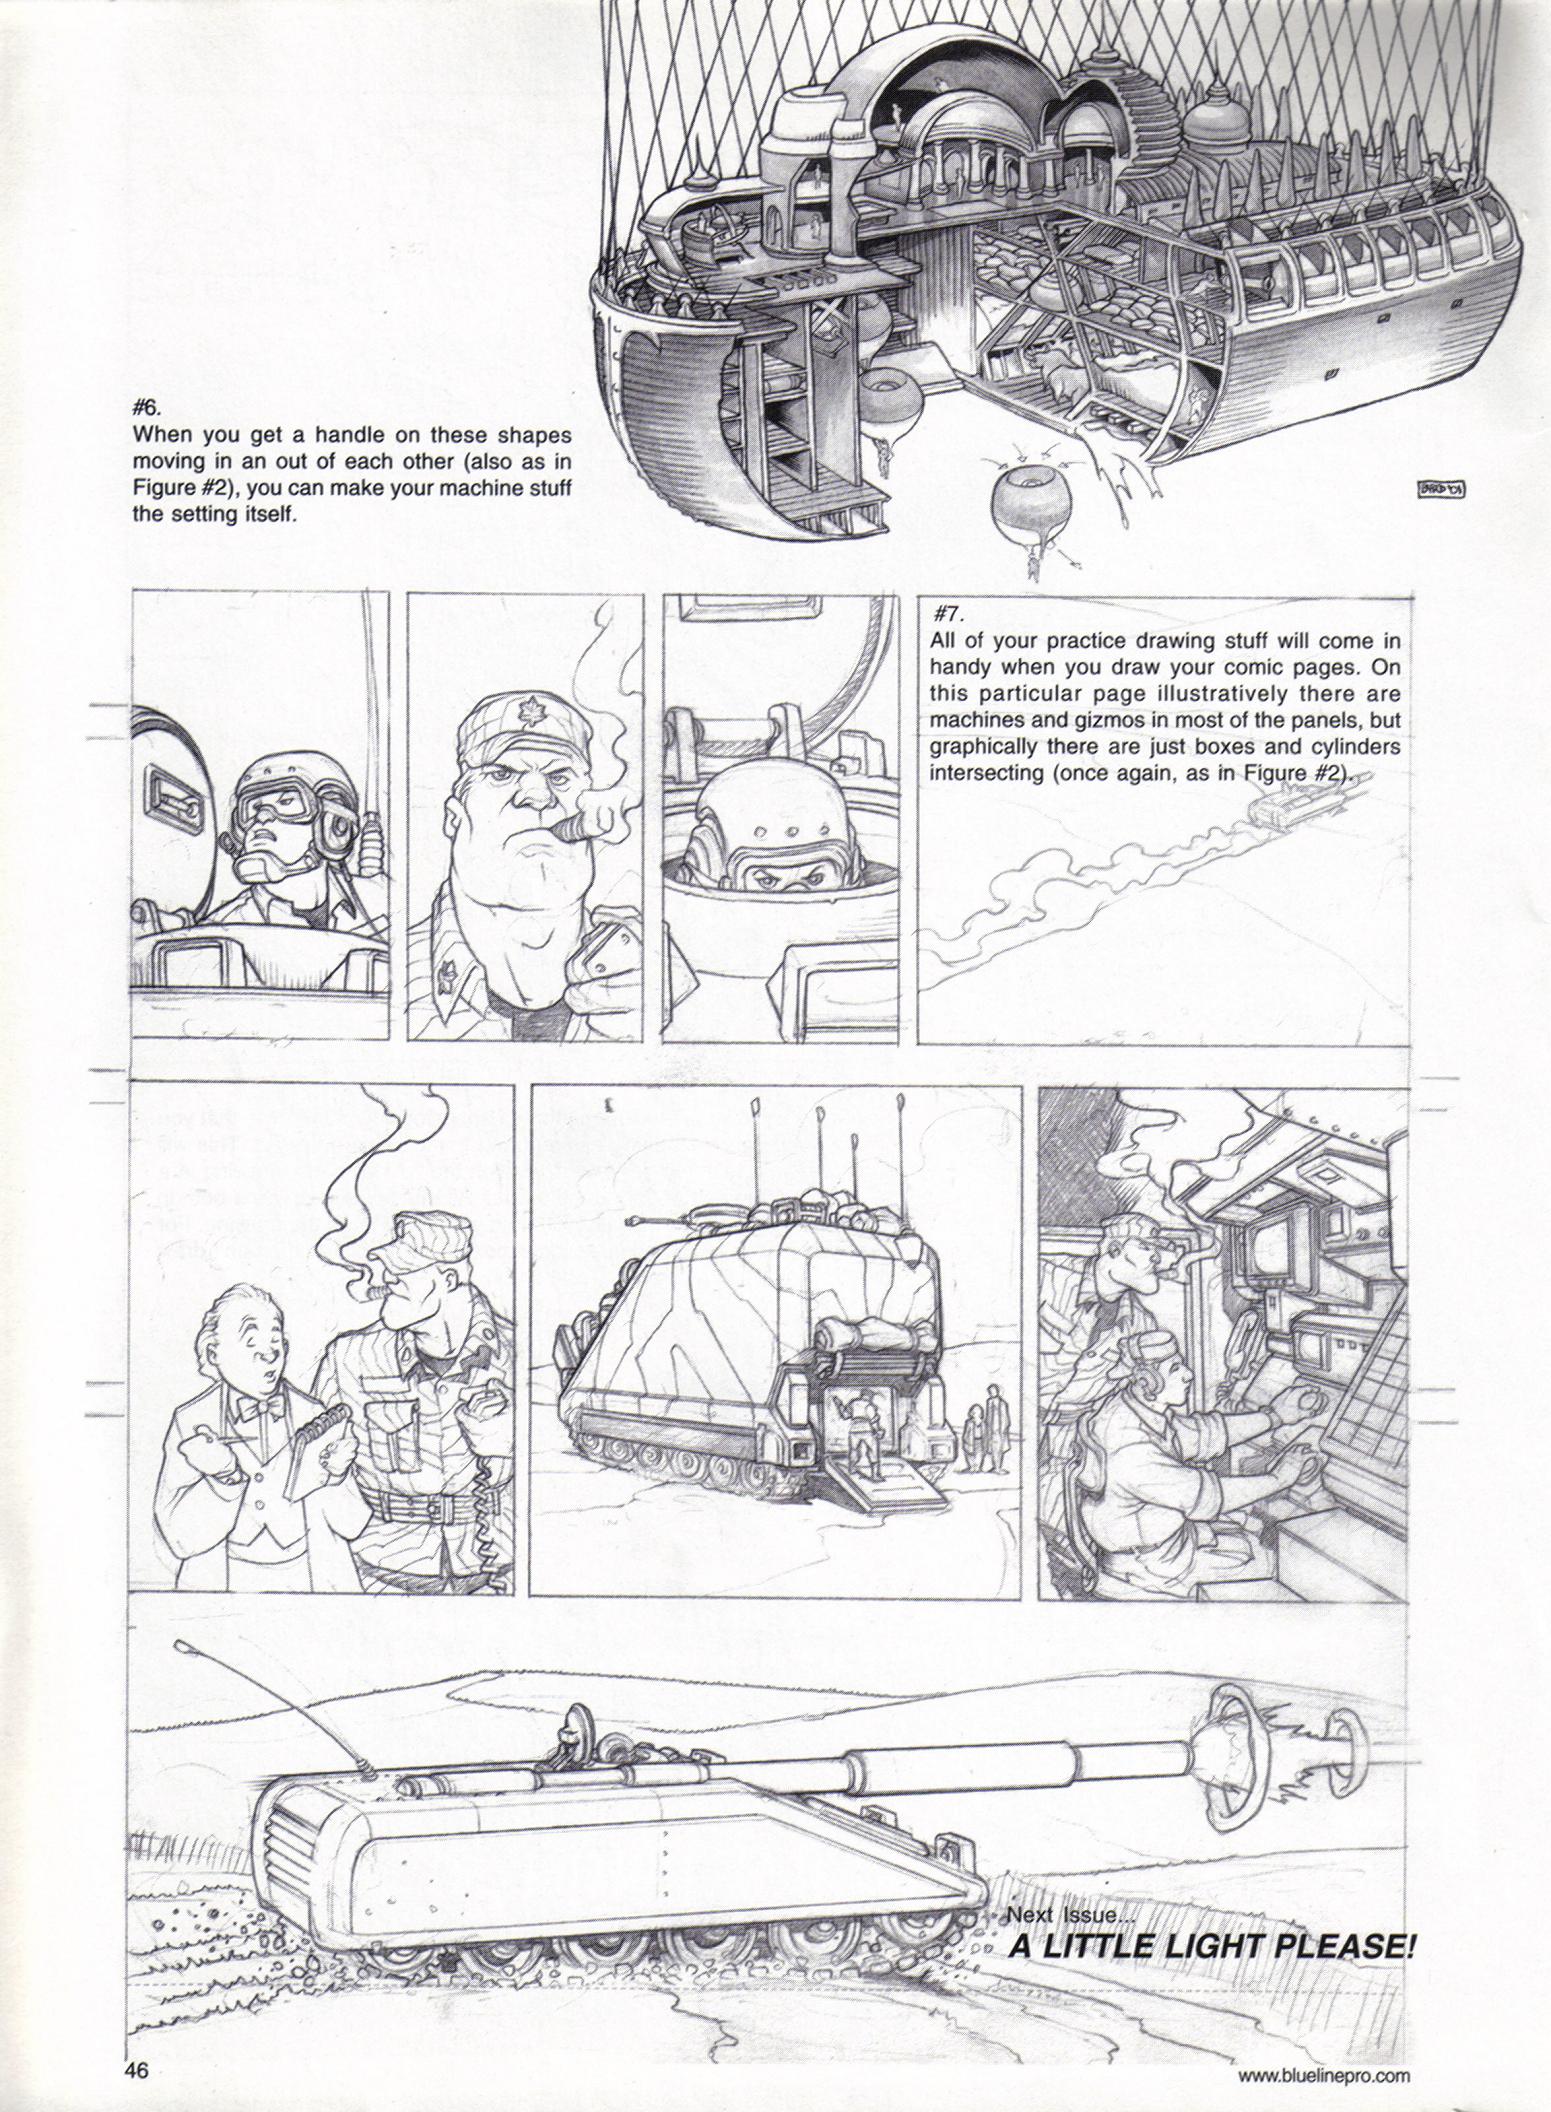 #6.
When you get a handle on these shapes
moving in an out of each other (also as in
Figure #2), you can make your machine stuff
the setting itself.
#7.
All of your practice drawing stuff will come in
handy when you draw your comic pages. On
this particular page illustratively there are
machines and gizmos in most of the panels, but
graphically there are just boxes and cylinders
intersecting (once again, as in Figure #2).
Next Issue...
A LITTLE LIGHT PLEASE!
46
www.bluelinepro.com